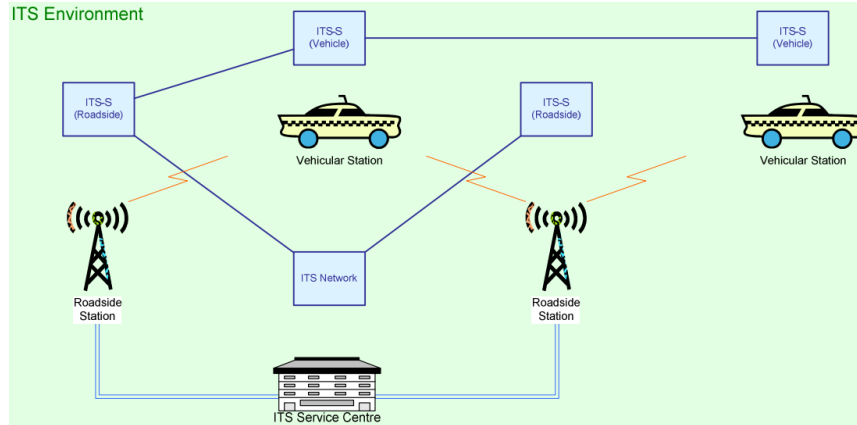 ITS Environment
ITS-S
(Vehicle)
ITS-S
(Vehicle)
ITS-S
(Roadside)
ITS-S
(Roadside)
Vehicular Station
Vehicular Station
ITS Network
Roadside
Station
Roadside
Station
ITS Service Centre